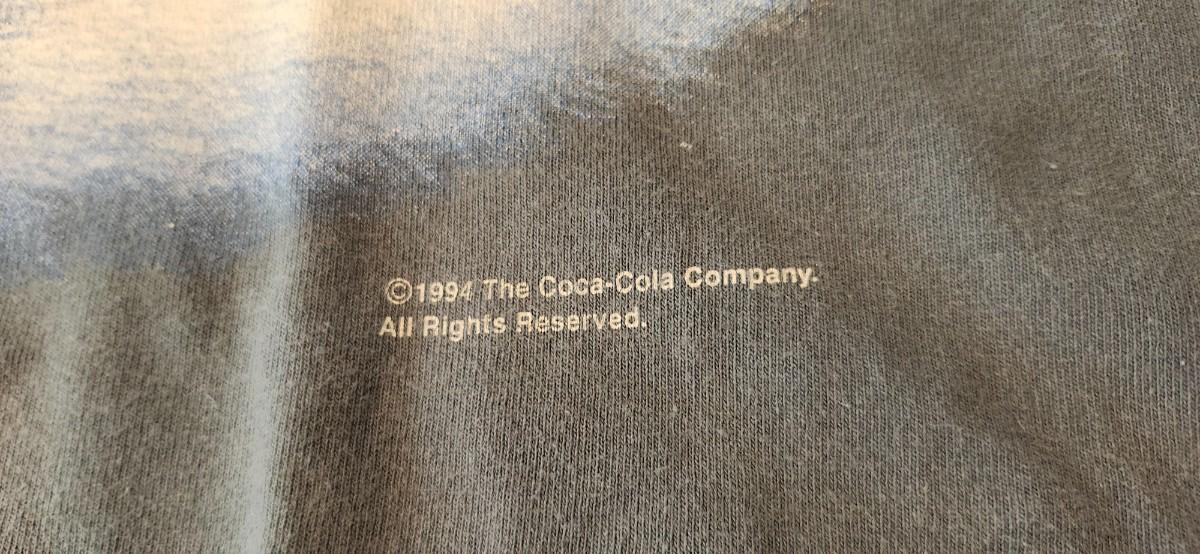 ©1994 The Coca-Cola Company.
All Rights Reserved.